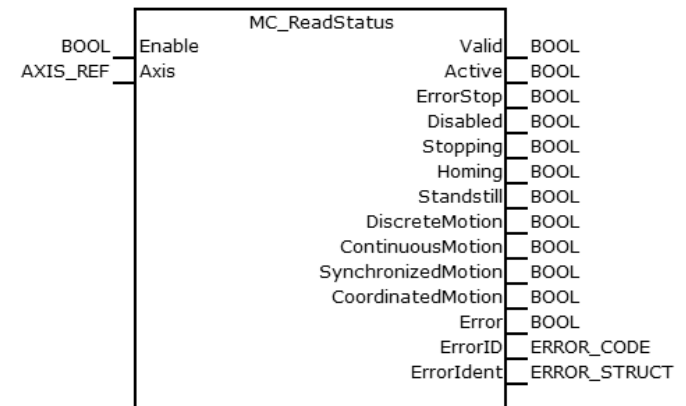 MC_ReadStatus
BOOL Enable Valid BOOL
AXIS_REF Axis Active BOOL
ErrorStop BOOL
Disabled BOOL
Stopping BOOL
Homing BOOL
Standstill BOOL
DiscreteMotion BOOL
ContinuousMotion BOOL
SynchronizedMotion BOOL
CoordinatedMotion BOOL
Error BOOL
ErrorID ERROR_CODE
ErrorIdent ERROR_STRUCT